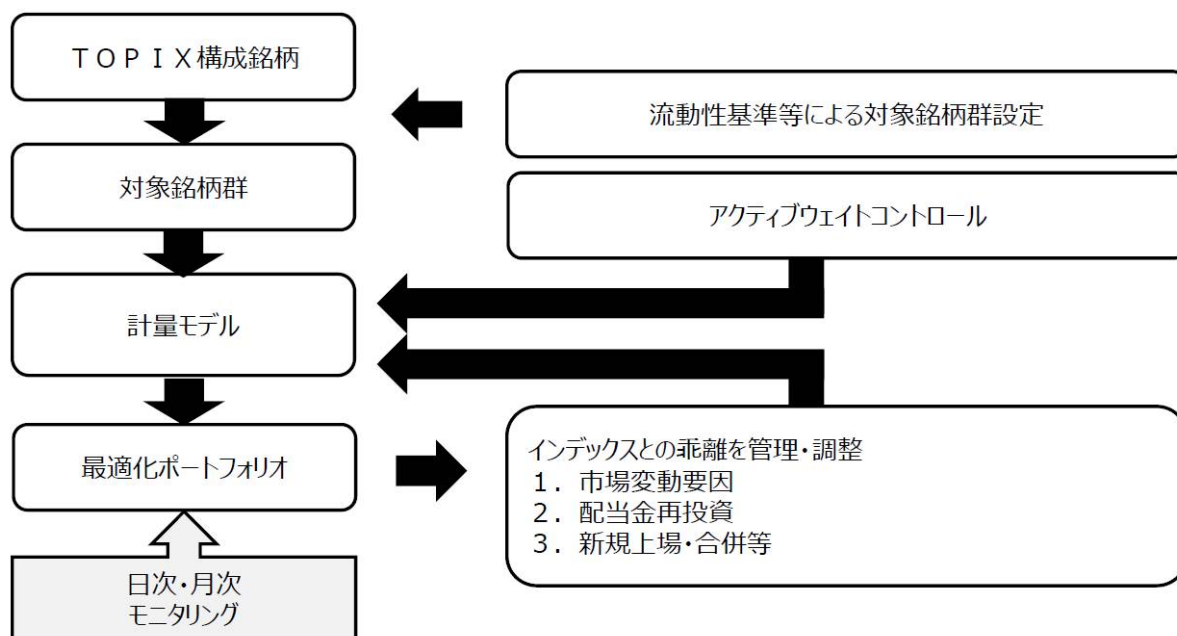 ＴＯＰＩＸ構成銘柄
流動性基準等による対象銘柄群設定
対象銘柄群
アクティブウェイトコントロール
計量モデル
最適化ポートフォリオ
インデックスとの乖離を管理・調整
１．市場変動要因
２．配当金再投資
３．新規上場・合併等
日次・月次
モニタリング